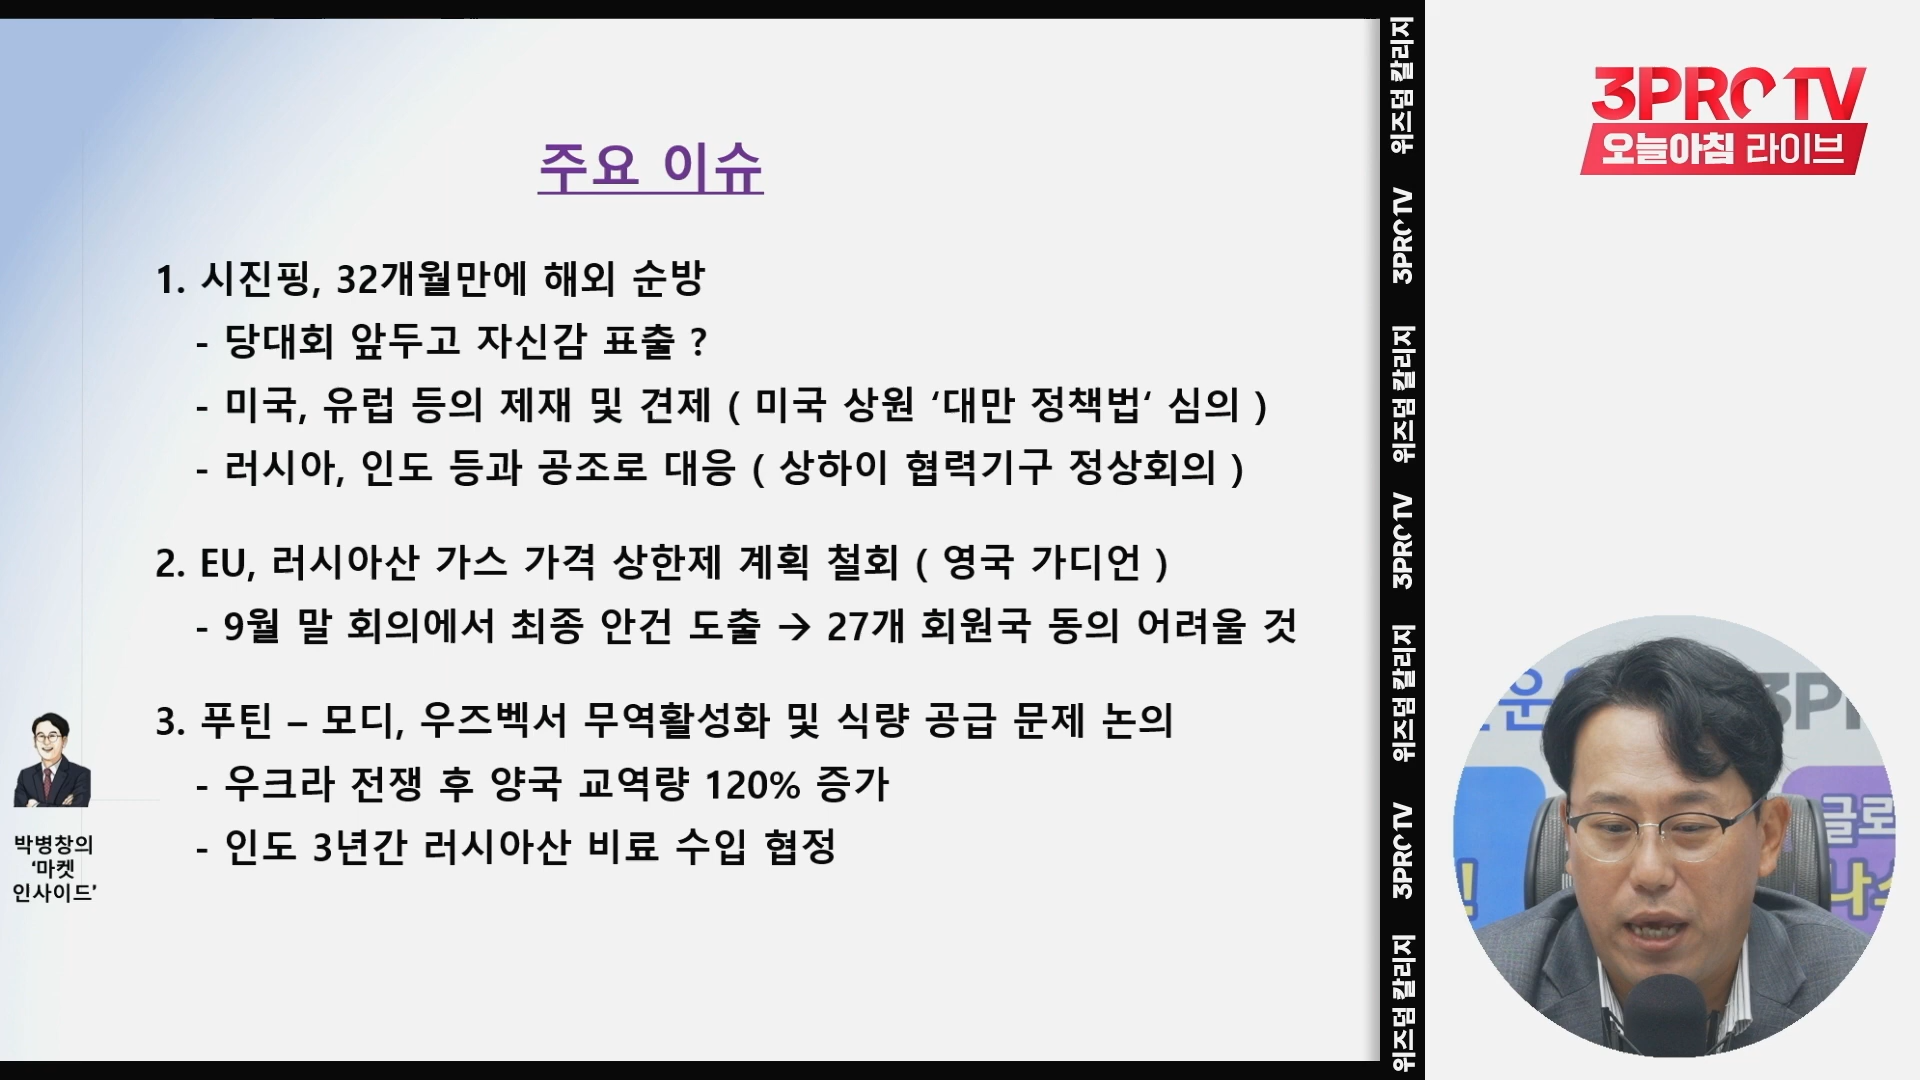 주요 이슈
1. 시진핑, 32개월만에 해외 순방
- 당대회 앞두고 자신감 표출 ?
- 미국, 유럽 등의 제재 및 견제 ( 미국 상원 ‘대만 정책법‘ 심의 )
- 러시아, 인도 등과 공조로 대응 ( 상하이 협력기구 정상회의 )
2. EU, 러시아산 가스 가격 상한제 계획 철회 ( 영국 가디언 )
- 9월 말 회의에서 최종 안건 도출 → 27개 회원국 동의 어려울 것
3. 푸틴 – 모디, 우즈벡서 무역활성화 및 식량 공급 문제 논의
- 우크라 전쟁 후 양국 교역량 120% 증가
- 인도 3년간 러시아산 비료 수입 협정
박병창의
‘마켓
인사이드’
위즈덤 칼리지
3PROTV
위즈덤 칼리지
3PROTV
위즈덤 칼리지
3PROTV
위즈덤 칼리지
3PROTV
오늘아침 라이브
운
3P
글로
나
!